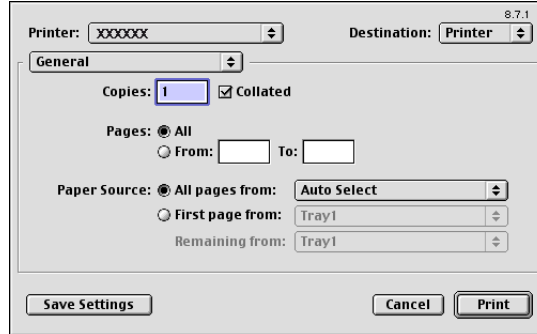 8.7.1
Printer: XXXXXX Destination: Printer
General
Copies: 1 Collated
Pages: All
From: To:
Paper Source: All pages from: Auto Select
First page from: Tray1
Remaining from: Tray1
Save Settings Cancel Print